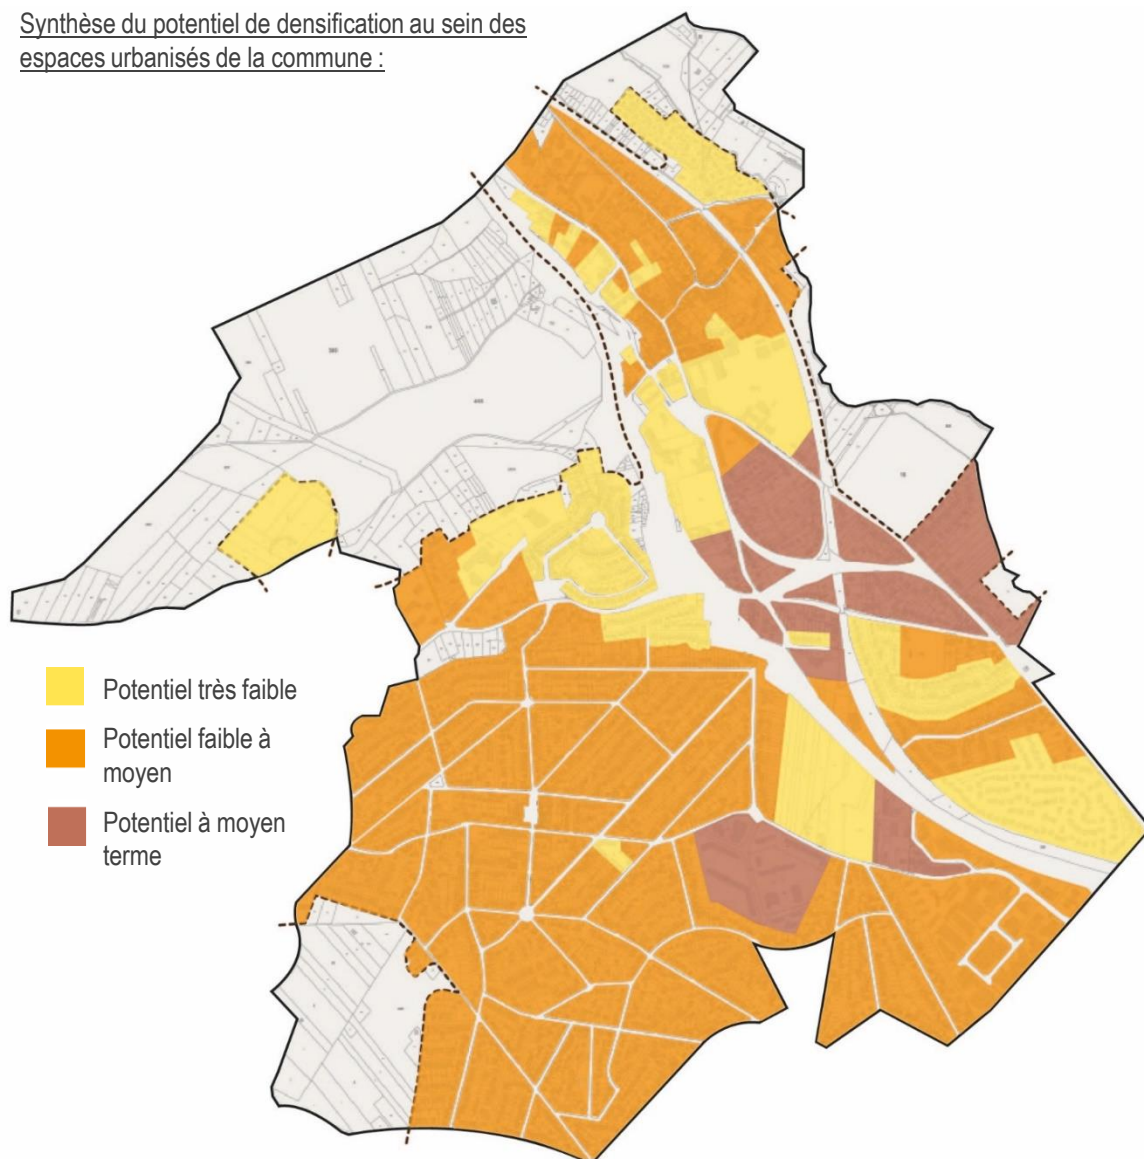 Synthèse du potentiel de densification au sein des
espaces urbanisés de la commune :
Potentiel très faible
Potentiel faible à
moyen
Potentiel à moyen
terme